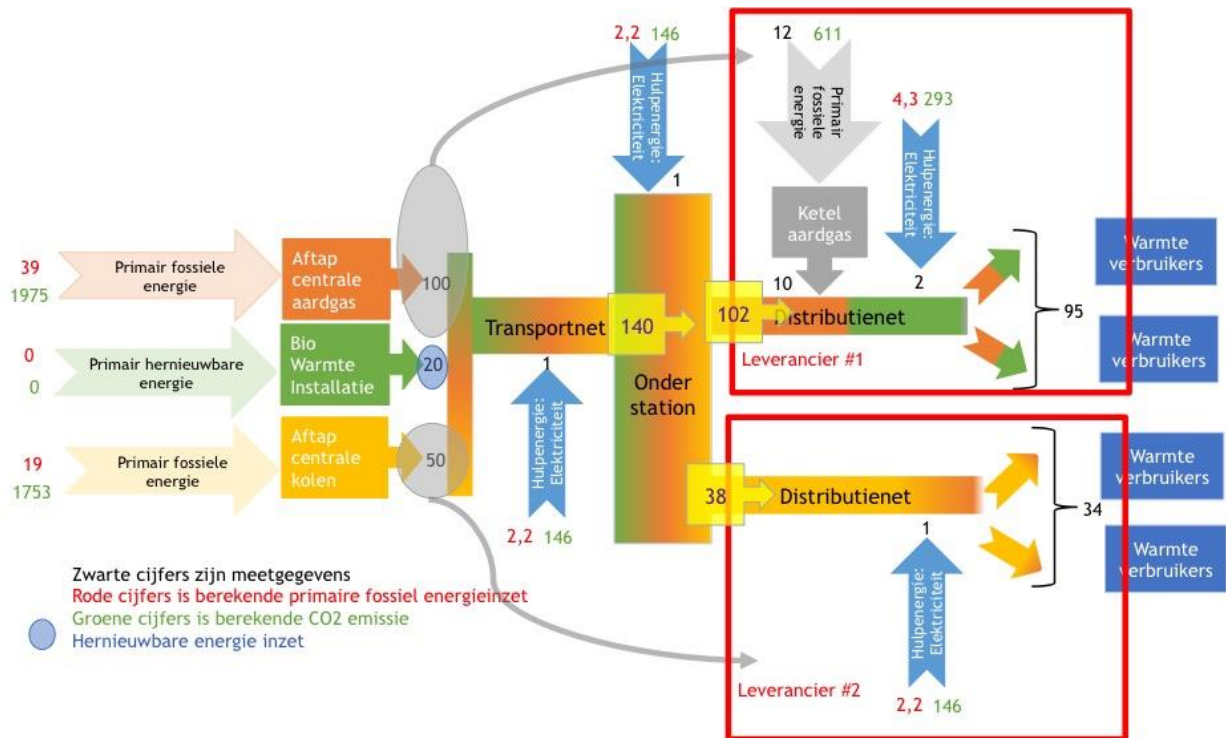 2,2 146
12 611
Hulpenergie:
Elektriciteit
Primair
fossiele
energie
4,3 293
Hulpenergie:
Elektriciteit
1
Ketel
aardgas
39
1975
Primair fossiele
energie
Aftap
centrale
aardgas
100
10
2
Warmte
verbruikers
Transportnet
140
102
Distributienet
95
0
0
Primair hernieuwbare
energie
Bio
Warmte
Installatie
20
1
Leverancier #1
Warmte
verbruikers
Onder
station
Hulpenergie:
Elektriciteit
19
1753
Primair fossiele
energie
Aftap
centrale
kolen
50
38
Distributienet
34
Warmte
verbruikers
2,2 146
1
Warmte
verbruikers
Hulpenergie:
Elektriciteit
Zwarte cijfers zijn meetgegevens
Rode cijfers is berekende primaire fossiel energieinzet
Groene cijfers is berekende CO2 emissie
Hernieuwbare energie inzet
Leverancier #2
2,2 146